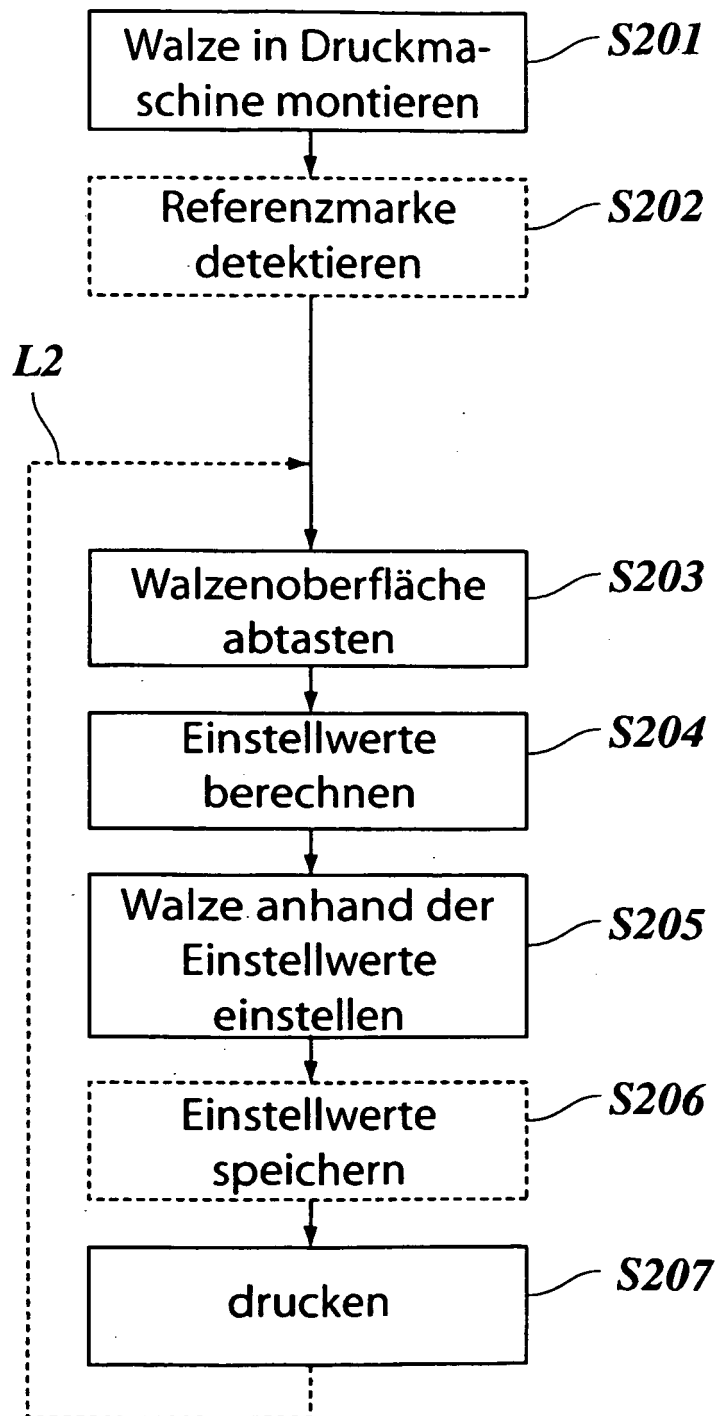 Walze in Druckma-
schine montieren
S201
Referenzmarke
detektieren
S202
L2
Walzenoberfläche
abtasten
S203
Einstellwerte
berechnen
S204
Walze anhand der
Einstellwerte
einstellen
S205
Einstellwerte
speichern
S206
drucken
S207